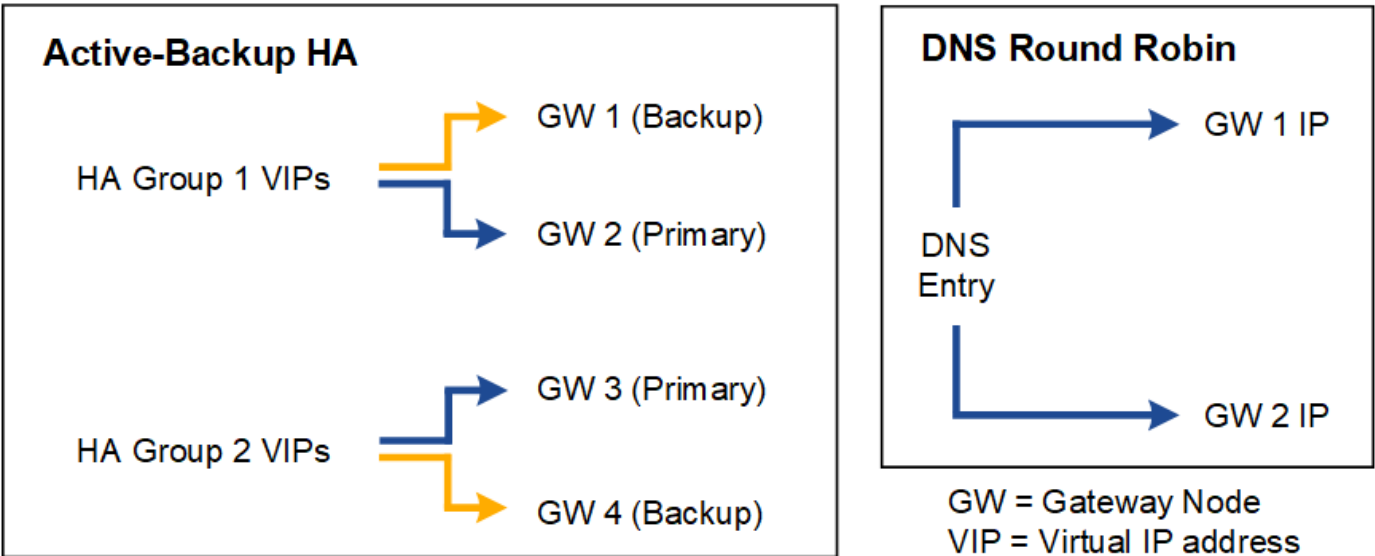 Active-Backup HA
HA Group 1 VIPs
GW 1 (Backup)
GW 2 (Primary)
HA Group 2 VIPs
GW 3 (Primary)
GW 4 (Backup)
DNS Round Robin
GW 1 IP
DNS
Entry
GW 2 IP
GW = Gateway Node
VIP = Virtual IP address